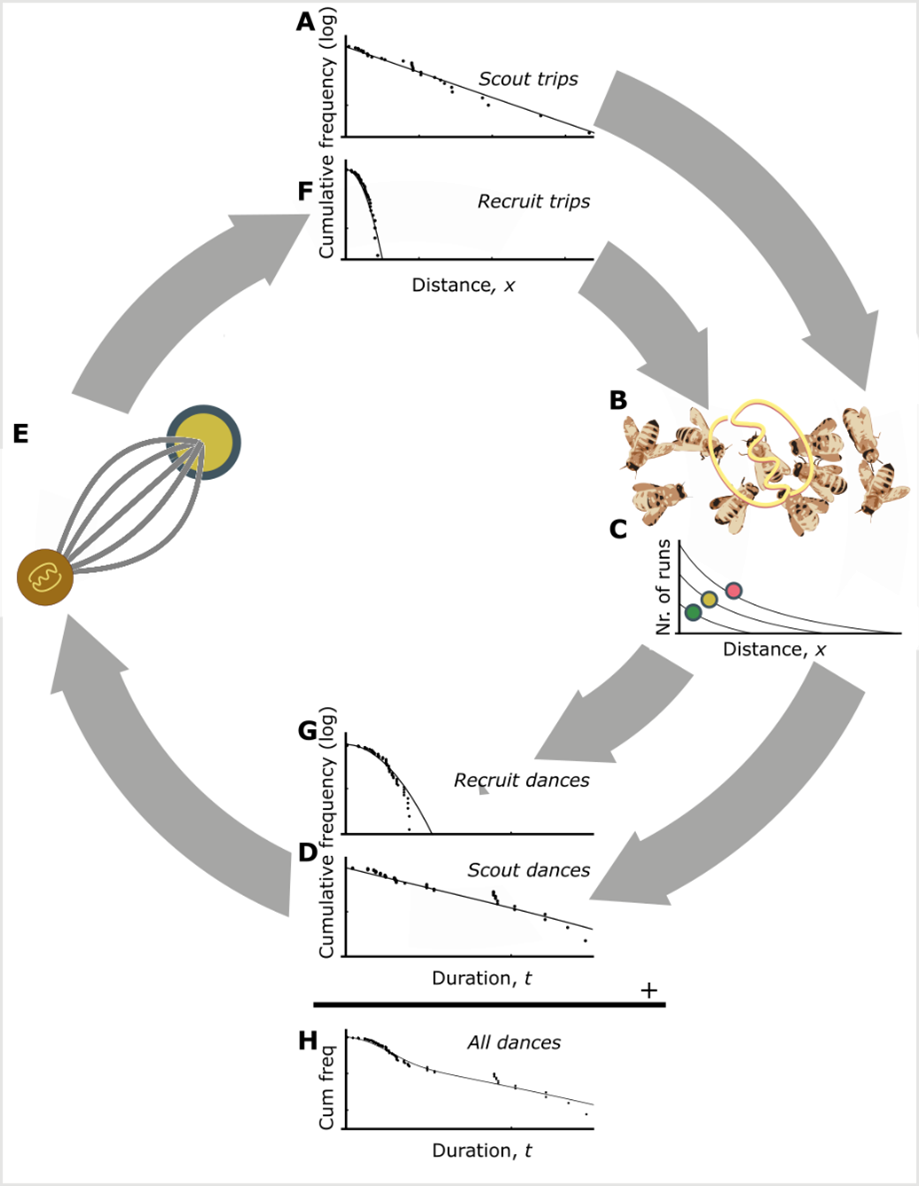 A
Cumulative frequency (log)
Scout trips
F
Recruit trips
Distance, x
E
B
C
Nr. of runs
Distance, x
G
Cumulative frequency (log)
Recruit dances
D
Scout dances
Duration, t
+
H
Cum freq
All dances
Duration, t